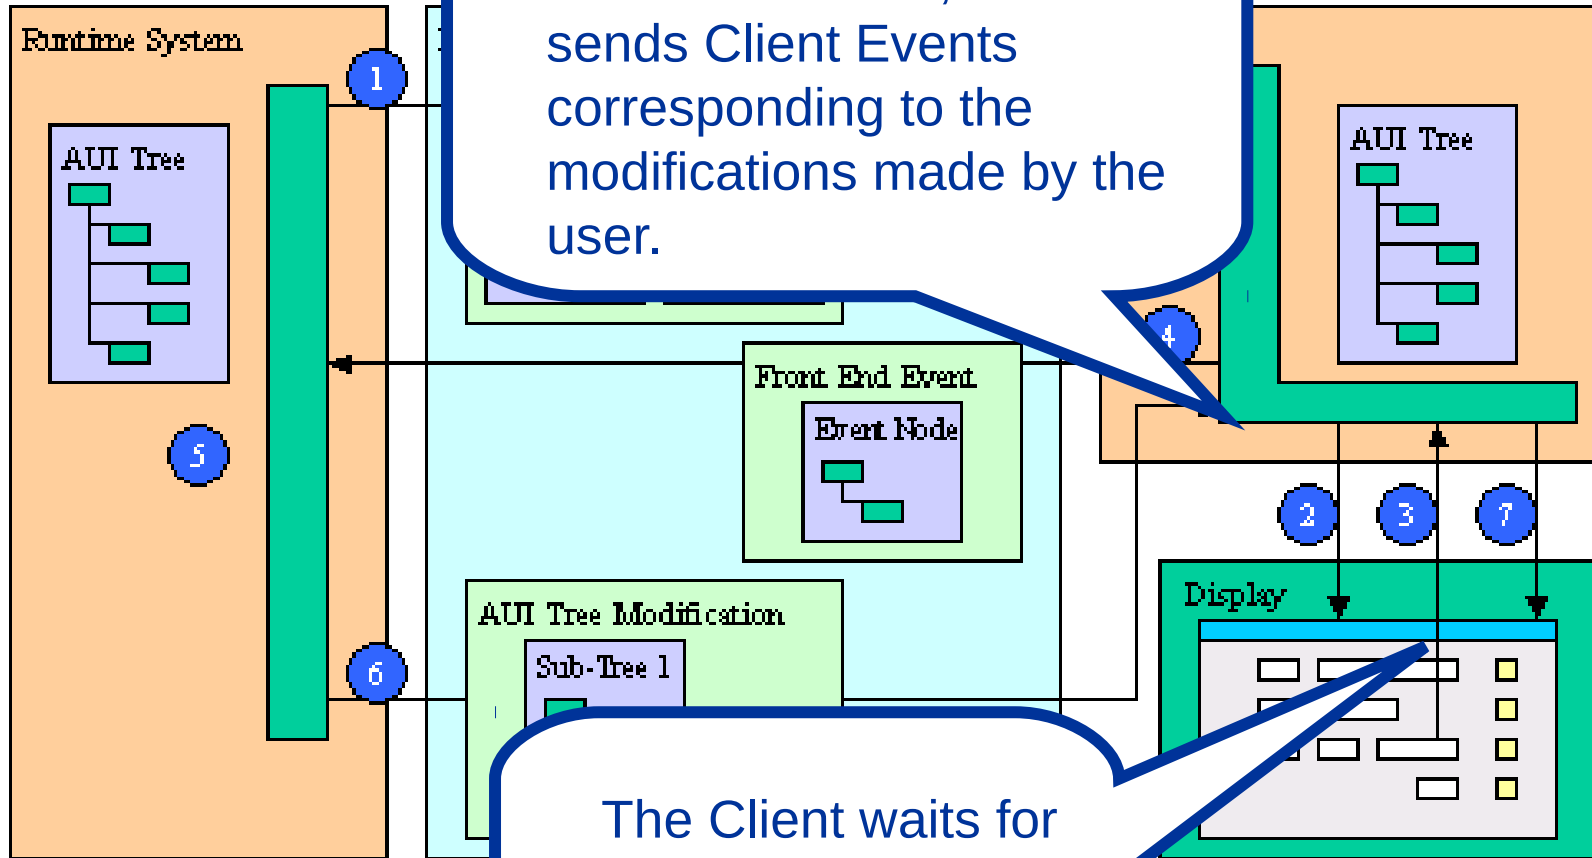 Runtime System
1
sends Client Events
corresponding to the
modifications made by the
user.
AUI Tree
AUI Tree
4
Front End Event
Event Node
5
2
3
7
Display
AUI Tree Modification
Sub-Tree 1
6
The Client waits for